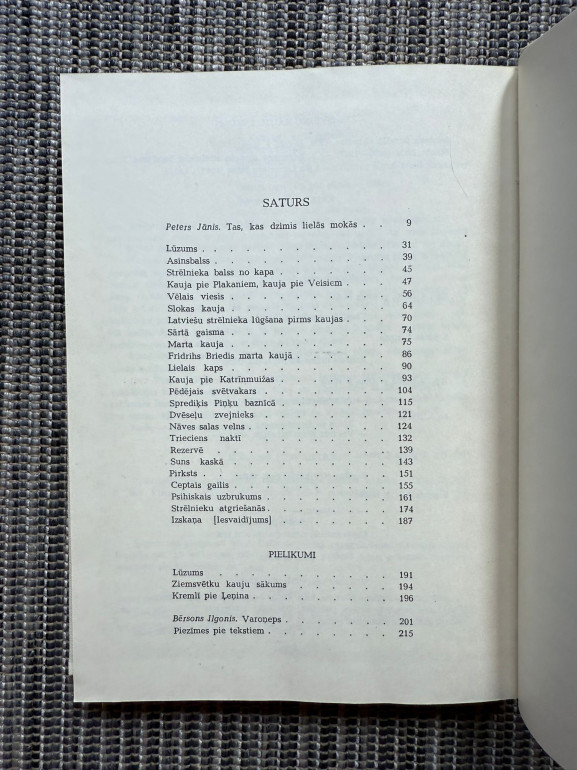 SATURS
Peters Jānis. Tas, kas dzimis lielās mokās . . 9
Lūzums . . . . . . . . . . . . 31
Asinsbalss . . . . . . . . . . . 39
Strēlnieka balss no kapa . . . . . . . 45
Kauja pie Plakaniem, kauja pie Veisiem . . . 47
Vēlais viesis . . . . . . . . . . 56
Slokas kauja . . . . . . . . . . 64
Latviešu strēlnieka lūgšana pirms kaujas . . . 70
Sārtā gaisma . . . . . . . . . . 74
Marta kauja . . . . . . . . . . 75
Fridrihs Briedis marta kaujā . . . . . . 86
Lielais kaps . . . . . . . . . . 90
Kauja pie Katrīnmuižas . . . . . . . 93
Pēdējais svētvakars . . . . . . . . 104
Sprediķis Piņķu baznīcā . . . . . . . 115
Dvēseļu zvejnieks . . . . . . . . 121
Nāves salas velns . . . . . . . . . 124
Trieciens naktī . . . . . . . . . 132
Rezervē . . . . . . . . . . . 139
Suns kaskā . . . . . . . . . . 143
Pirksts . . . . . . . . . . . . 151
Ceptais gailis . . . . . . . . . . 155
Psihiskais uzbrukums . . . . . . . . 161
Strēlnieku atgriešanās . . . . . . . . 174
Izskaņa [Iesvaidījums] . . . . . . . 187
PIELIKUMI
Lūzums . . . . . . . . . . . 191
Ziemsvētku kauju sākums . . . . . . . 194
Kremlī pie Ļeņina . . . . . . . . . 196
Bērsons Ilgonis. Varoņeps . . . . . . . 201
Piezīmes pie tekstiem . . . . . . . . 215